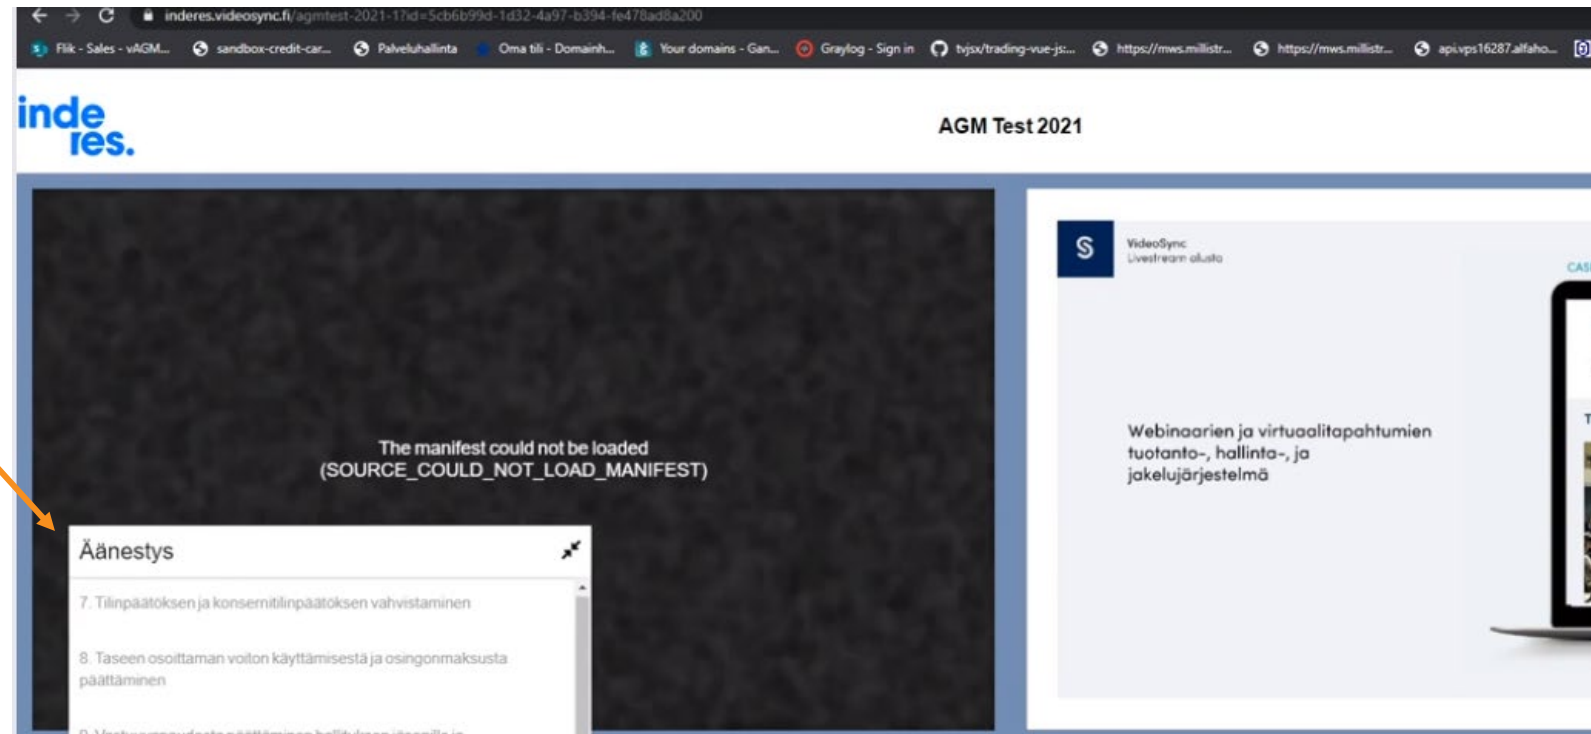 inderes.videosync.fi/agmtest-2021-1?id=5cb6b99d-1d32-4a97-b394-fe478ad8a200
Flik - Sales - vAGM... sandbox-credit-car... Palveluhallinta Oma tili - Domainh... Your domains - Gan... Graylog - Sign in tvjsx/trading-vue-js:... https://mws.millistr... https://mws.millistr... api.vps16287.alfaho...
inde
res.
AGM Test 2021
The manifest could not be loaded
(SOURCE_COULD_NOT_LOAD_MANIFEST)
Äänestys
7. Tilinpäätöksen ja konsernitilinpäätöksen vahvistaminen
8. Taseen osoittaman voiton käyttämisestä ja osingonmaksusta
päättäminen
S
VideoSync
Livestream alusta
Webinaarien ja virtuaalitapahtumien
tuotanto-, hallinta-, ja
jakelujärjestelmä